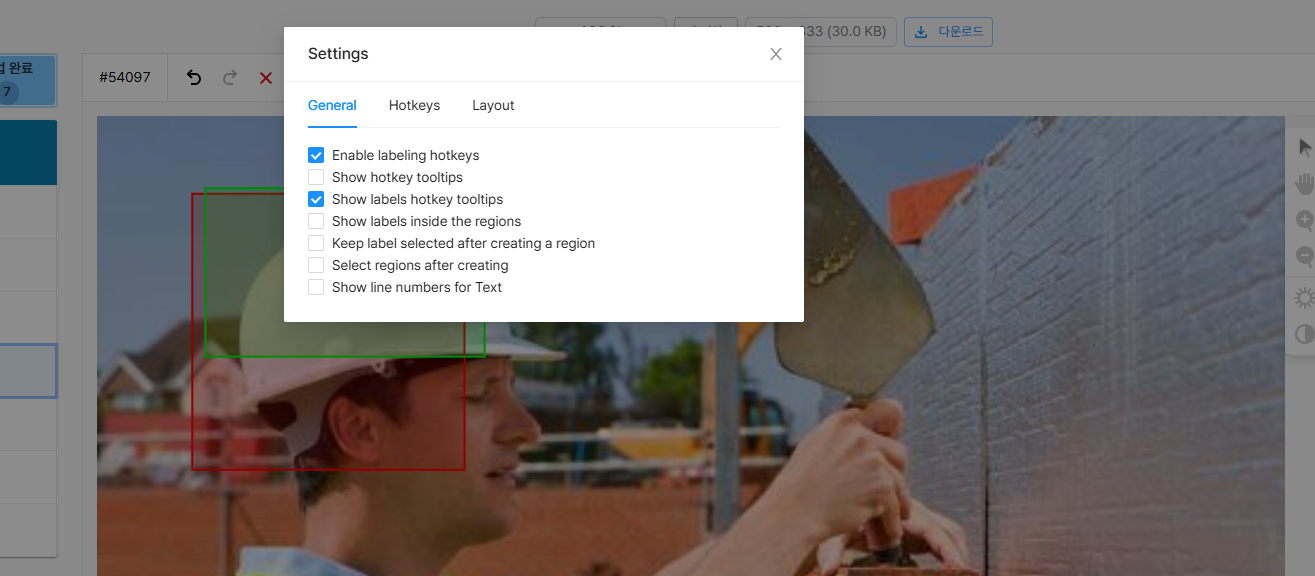 33 (30.0 KB)
다운로드
완료
7
#54097
Settings
General
Hotkeys
Layout
Enable labeling hotkeys
Show hotkey tooltips
Show labels hotkey tooltips
Show labels inside the regions
Keep label selected after creating a region
Select regions after creating
Show line numbers for Text